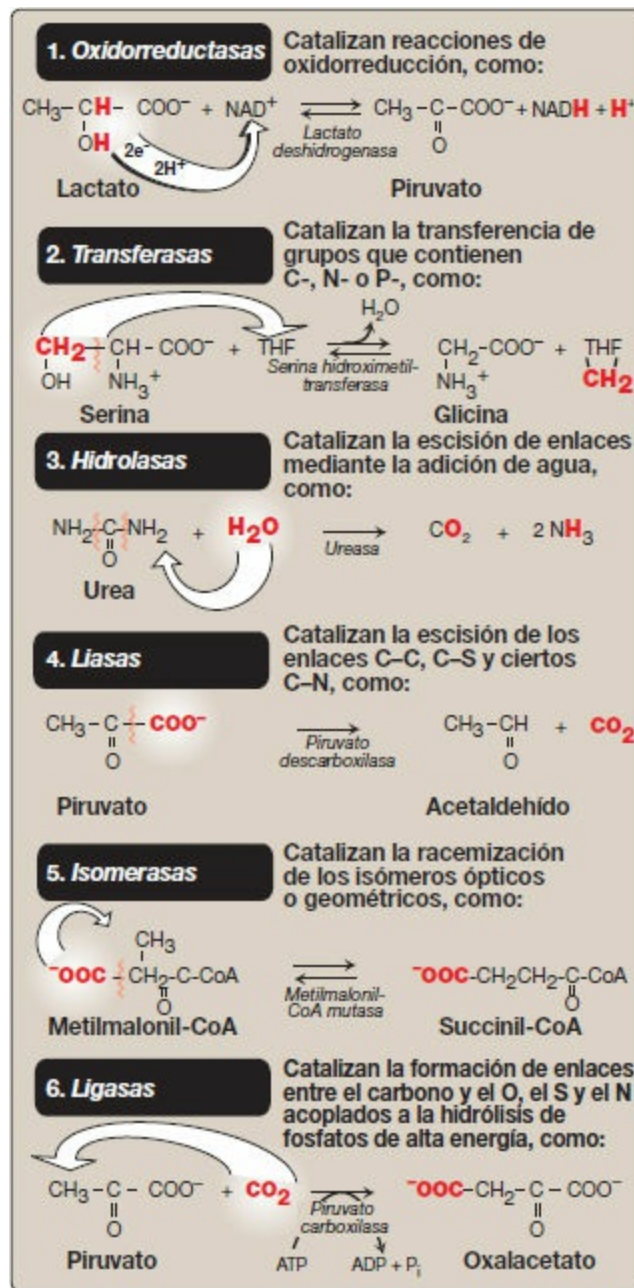 1. Oxidorreductasas
Catalizan reacciones de
oxidorreducción, como:
CH₃–CH– COO⁻ + NAD⁺ ⇌ CH₃–C–COO⁻ + NADH + H⁺
OH
2e⁻
2H⁺
Lactato
deshidrogenasa
O
Lactato
Piruvato
2. Transferasas
Catalizan la transferencia de
grupos que contienen
C-, N- o P-, como:
H₂O
CH₂–CH–COO⁻ + THF ⇌ CH₂–COO⁻ + THF
OH NH₃⁺
Serina hidroximetil-
transferasa
NH₃⁺ CH₂
Serina
Glicina
3. Hidrolasas
Catalizan la escisión de enlaces
mediante la adición de agua,
como:
NH₂–C–NH₂ + H₂O → CO₂ + 2 NH₃
O
Ureasa
Urea
4. Liasas
Catalizan la escisión de los
enlaces C–C, C–S y ciertos
C–N, como:
CH₃–C–COO⁻ → CH₃–CH + CO₂
O
Piruvato
descarboxilasa
O
Piruvato
Acetaldehído
5. Isomerasas
Catalizan la racemización
de los isómeros ópticos
o geométricos, como:
CH₃
⁻OOC–CH₂–C–CoA ⇌ ⁻OOC–CH₂CH₂–C–CoA
O
Metilmalonil-
CoA mutasa
O
Metilmalonil-CoA
Succinil-CoA
6. Ligasas
Catalizan la formación de enlaces
entre el carbono y el O, el S y el N
acoplados a la hidrólisis de
fosfatos de alta energía, como:
CH₃–C– COO⁻ + CO₂ → ⁻OOC–CH₂–C–COO⁻
O
Piruvato
carboxilasa
O
Piruvato
ATP
ADP + Pᵢ
Oxalacetato